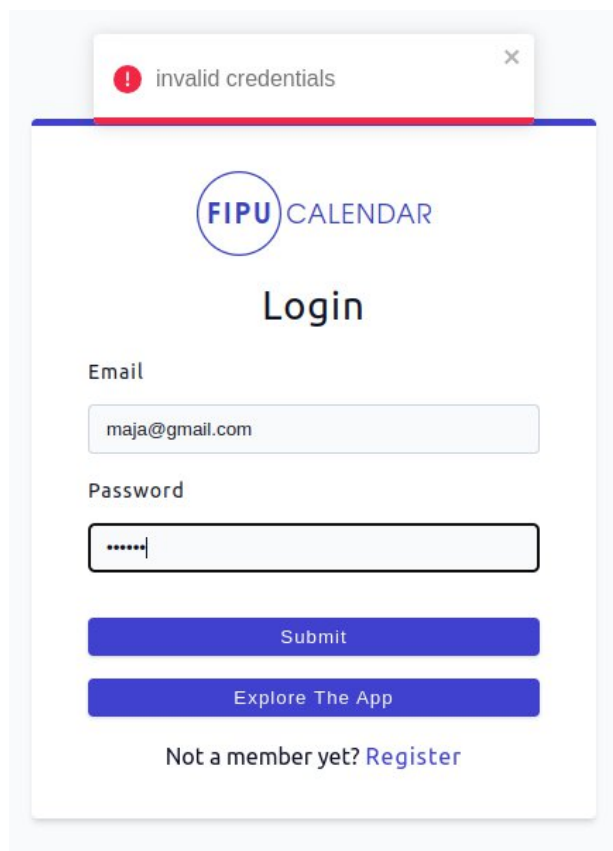 invalid credentials
FIPU CALENDAR
Login
Email
maja@gmail.com
Password
••••••
Submit
Explore The App
Not a member yet? Register